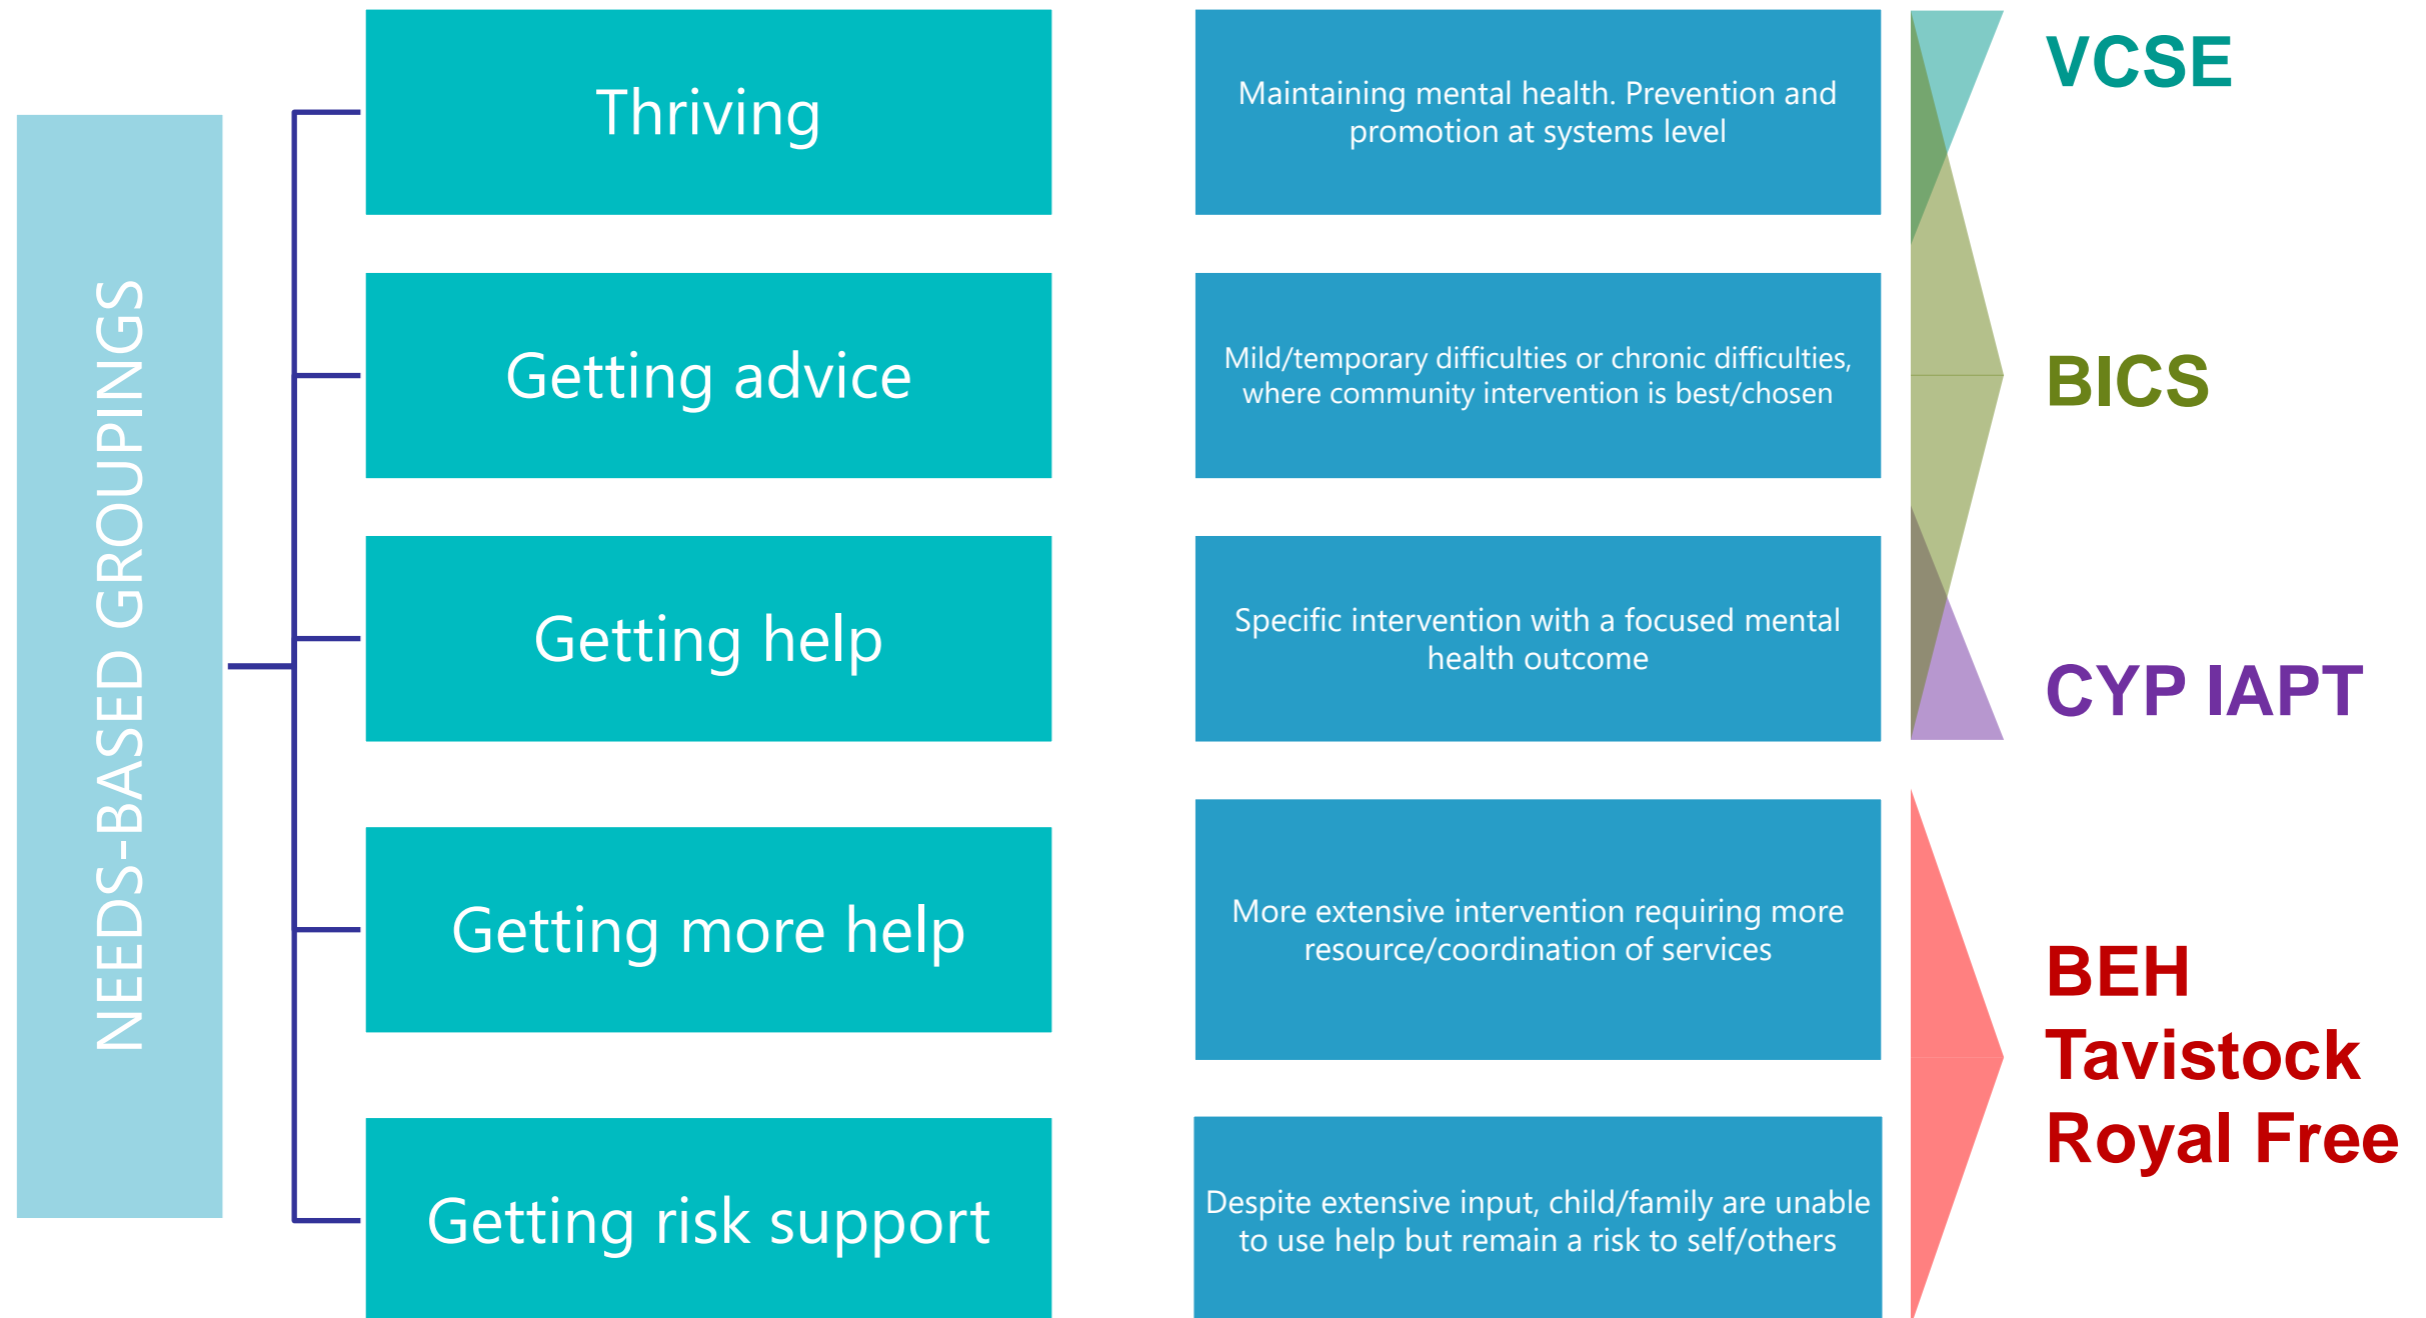 NEEDS-BASED GROUPINGS
Thriving
Maintaining mental health. Prevention and
promotion at systems level
VCSE
Getting advice
Mild/temporary difficulties or chronic difficulties,
where community intervention is best/chosen
BICS
Getting help
Specific intervention with a focused mental
health outcome
CYP IAPT
Getting more help
More extensive intervention requiring more
resource/coordination of services
BEH
Tavistock
Royal Free
Getting risk support
Despite extensive input, child/family are unable
to use help but remain a risk to self/others